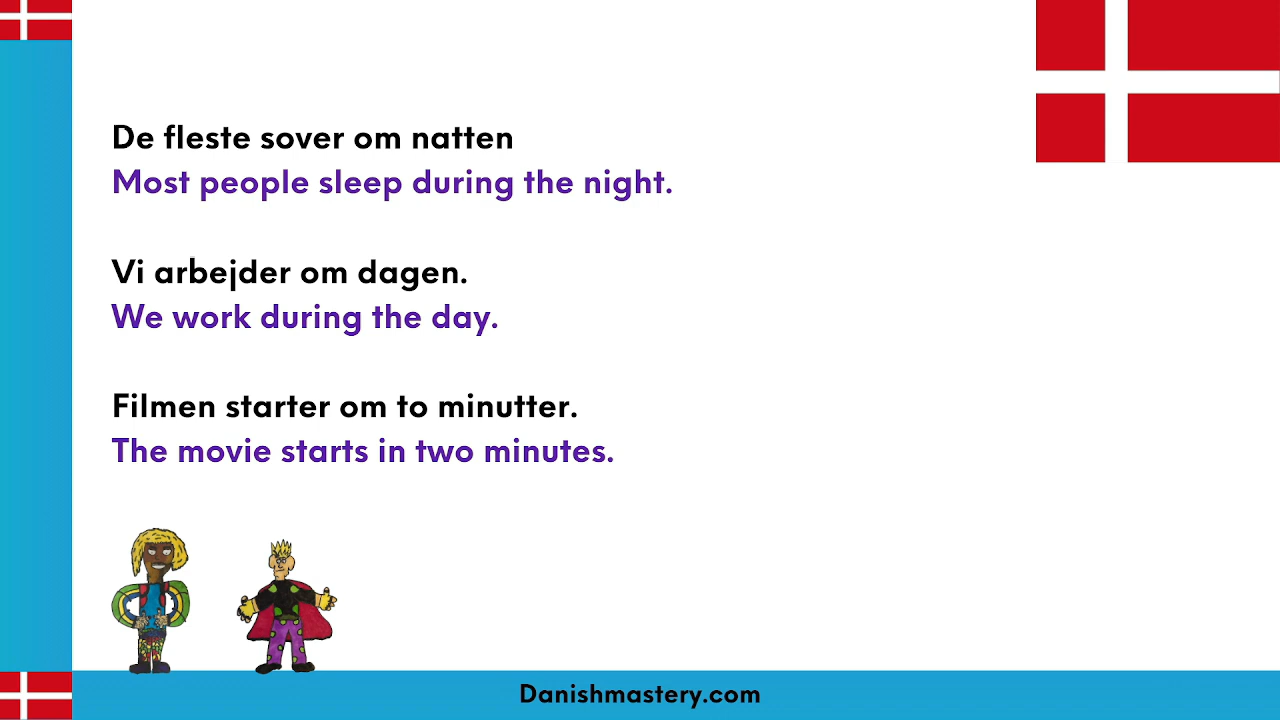 De fleste sover om natten
Most people sleep during the night.
Vi arbejder om dagen.
We work during the day.
Filmen starter om to minutter.
The movie starts in two minutes.
Danishmastery.com